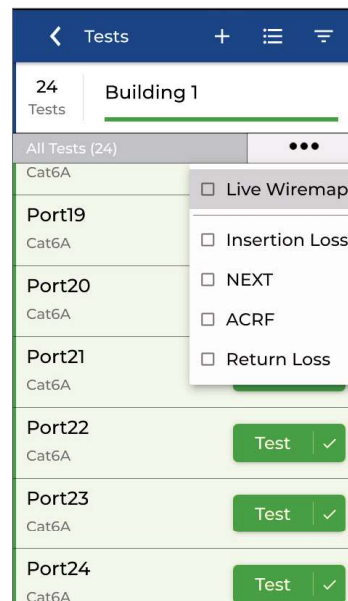 Tests
24
Tests
Building 1
All Tests (24)
Cat6A
Live Wiremap
Port19
Cat6A
Insertion Loss
Port20
NEXT
Cat6A
ACRF
Port21
Return Loss
Cat6A
Port22
Cat6A
Test
Port23
Cat6A
Test
Port24
Cat6A
Test